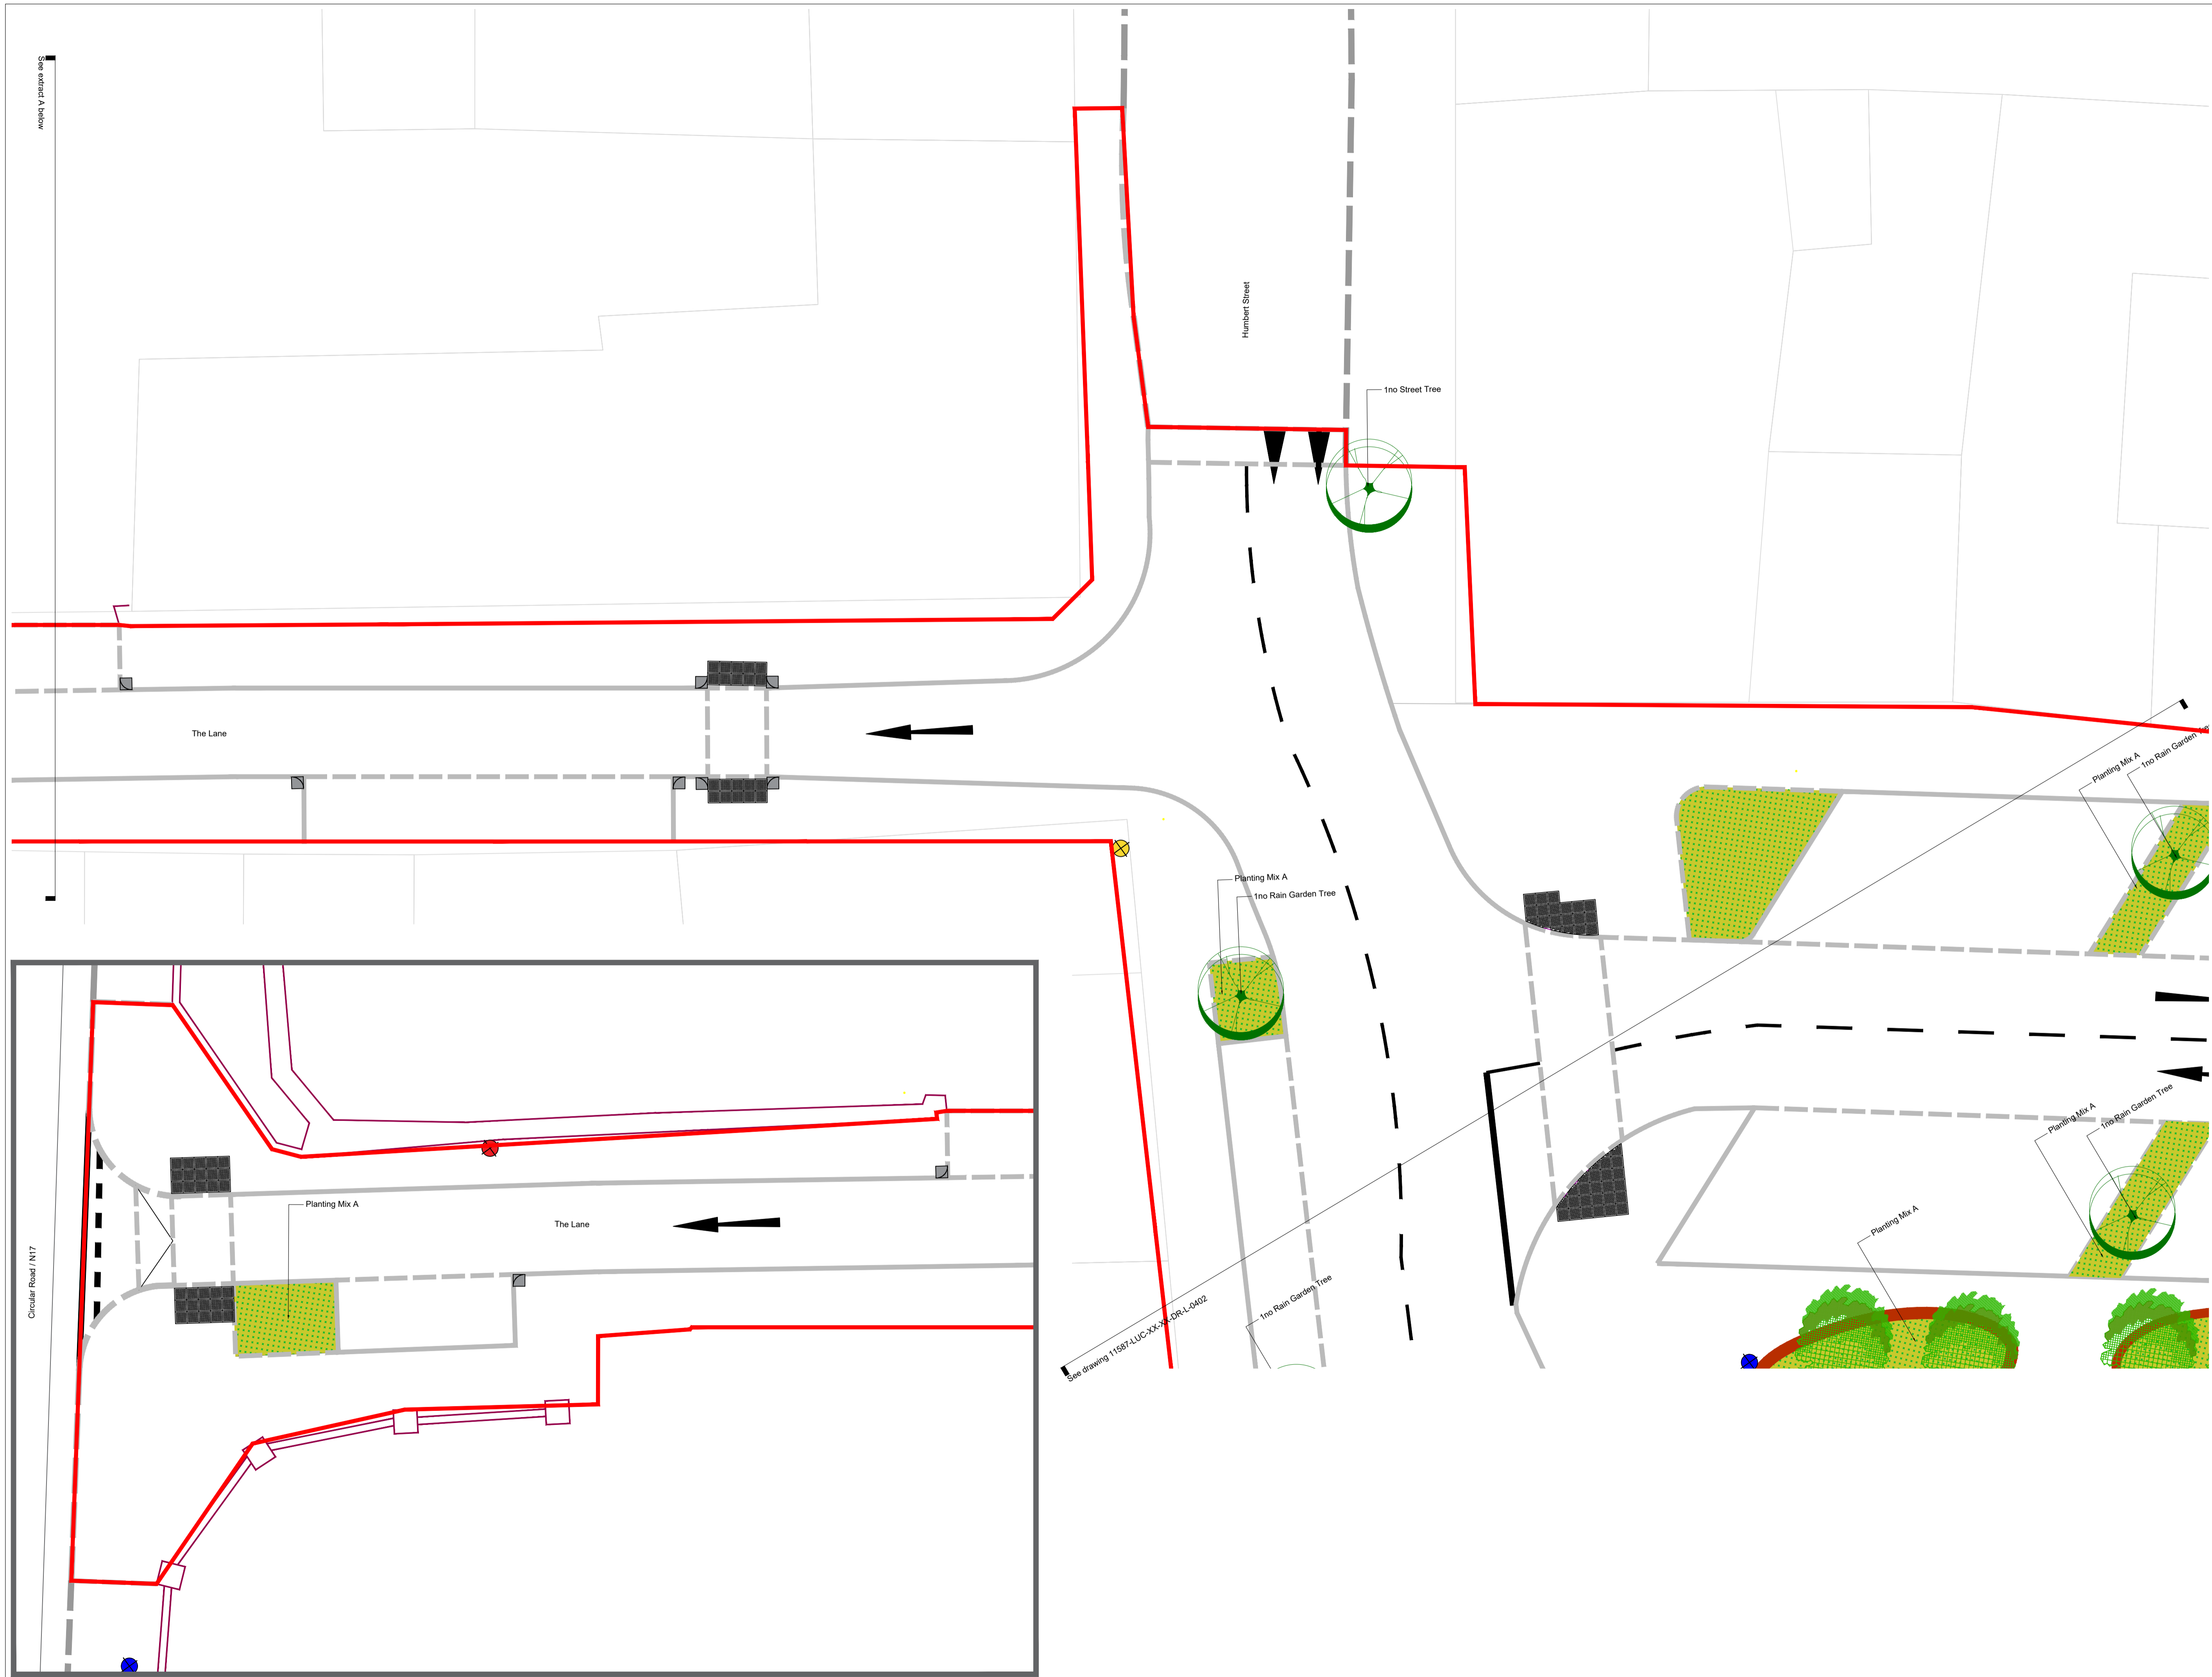 See extract A below
Humbert Street
1no Street Tree
The Lane
Planting Mix A
1no Rain Garden
Planting Mix A
1no Rain Garden Tree
Planting Mix A
1no Rain Garden Tree
Planting Mix A
Planting Mix A
The Lane
Circular Road / N17
1no Rain Garden Tree
See drawing 11587-LUC-XX-XX-DR-L-0402